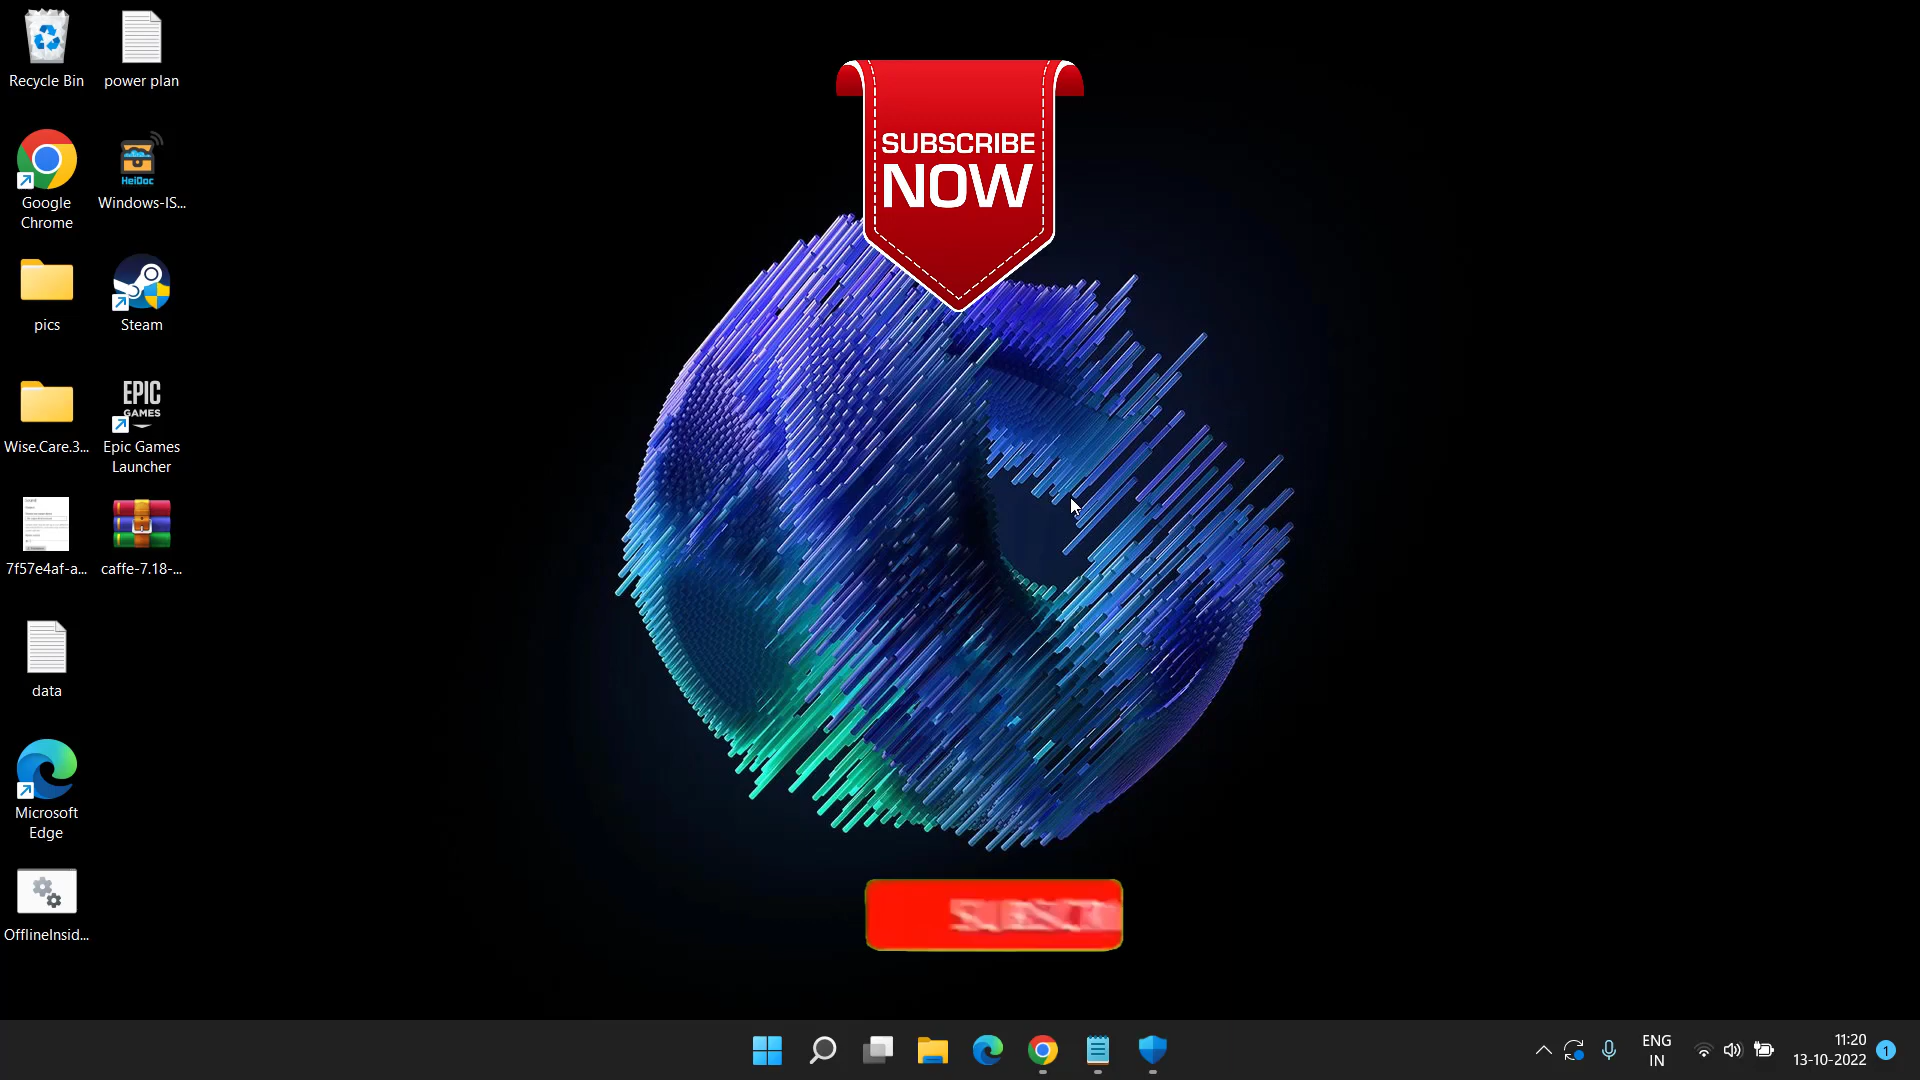 Recycle Bin
power plan
Google
Chrome
HeiDoc
Windows-IS...
pics
Steam
Wise.Care.3...
EPIC
GAMES
Epic Games
Launcher
7f57e4af-a...
caffe-7.18-...
data
Microsoft
Edge
OfflineInsid...
SUBSCRIBE
NOW
ENG
IN
11:20
13-10-2022
1